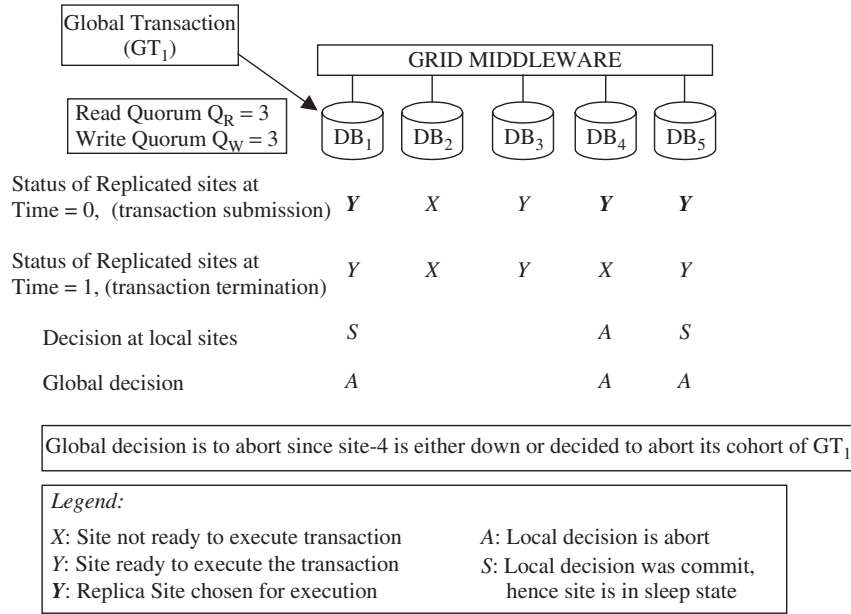 Global Transaction
(GT1)
GRID MIDDLEWARE
Read Quorum QR = 3
Write Quorum QW = 3
DB1 DB2 DB3 DB4 DB5
Status of Replicated sites at
Time = 0, (transaction submission) Y X Y Y Y
Status of Replicated sites at
Time = 1, (transaction termination) Y X Y X Y
Decision at local sites S A S
Global decision A A A
Global decision is to abort since site-4 is either down or decided to abort its cohort of GT1
Legend:
X: Site not ready to execute transaction
Y: Site ready to execute the transaction
Y: Replica Site chosen for execution
A: Local decision is abort
S: Local decision was commit,
hence site is in sleep state